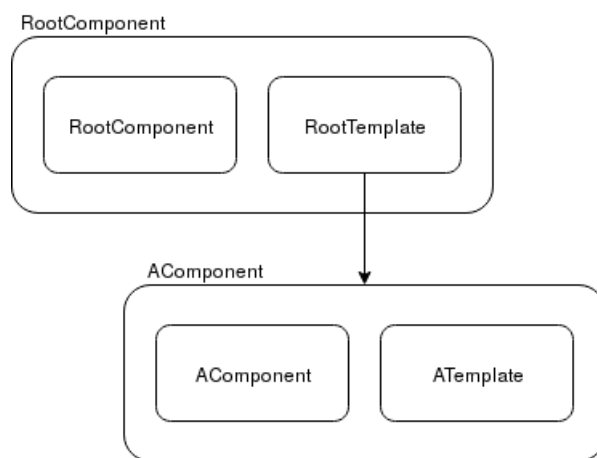 RootComponent
RootComponent
RootTemplate
AComponent
AComponent
ATemplate